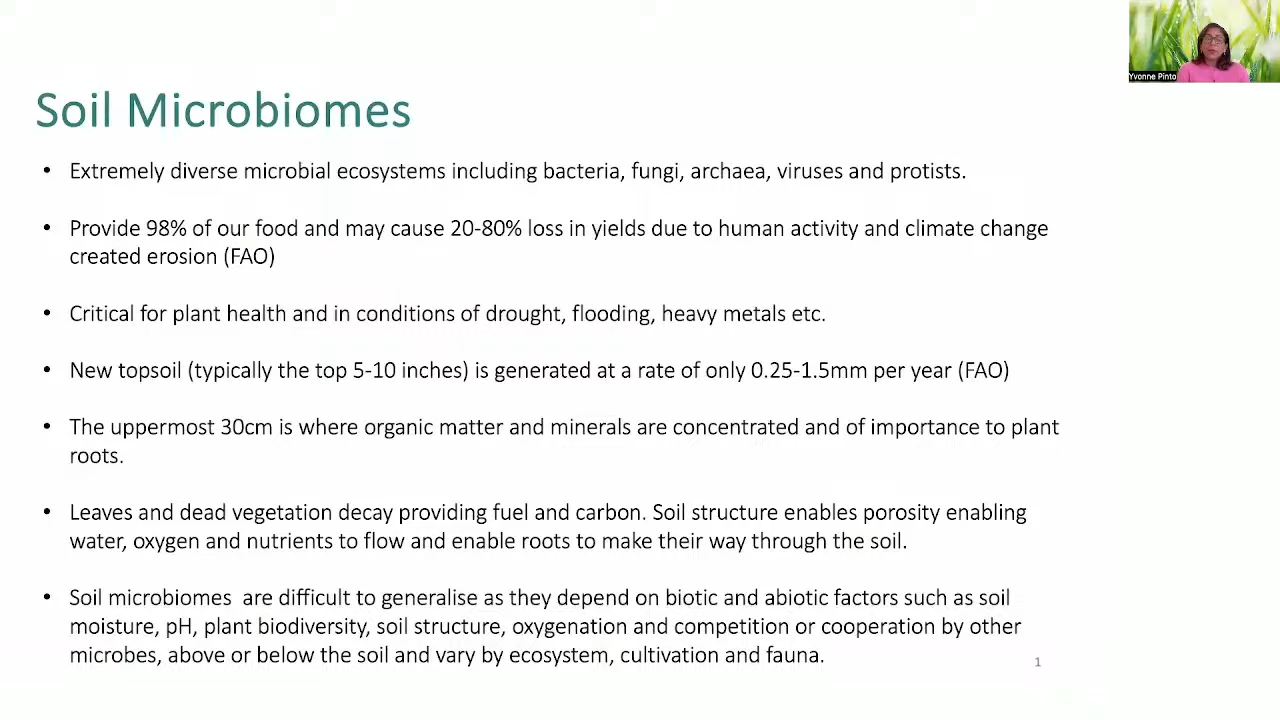 Yvonne Pinto
Soil Microbiomes
• Extremely diverse microbial ecosystems including bacteria, fungi, archaea, viruses and protists.
• Provide 98% of our food and may cause 20-80% loss in yields due to human activity and climate change
created erosion (FAO)
• Critical for plant health and in conditions of drought, flooding, heavy metals etc.
• New topsoil (typically the top 5-10 inches) is generated at a rate of only 0.25-1.5mm per year (FAO)
• The uppermost 30cm is where organic matter and minerals are concentrated and of importance to plant
roots.
• Leaves and dead vegetation decay providing fuel and carbon. Soil structure enables porosity enabling
water, oxygen and nutrients to flow and enable roots to make their way through the soil.
• Soil microbiomes  are difficult to generalise as they depend on biotic and abiotic factors such as soil
moisture, pH, plant biodiversity, soil structure, oxygenation and competition or cooperation by other
microbes, above or below the soil and vary by ecosystem, cultivation and fauna.
1